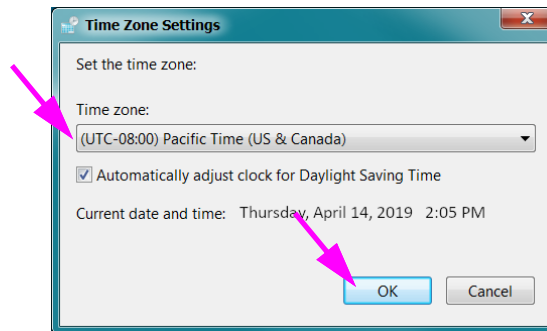 Time Zone Settings
Set the time zone:
Time zone:
(UTC-08:00) Pacific Time (US & Canada)
Automatically adjust clock for Daylight Saving Time
Current date and time: Thursday, April 14, 2019 2:05 PM
OK Cancel